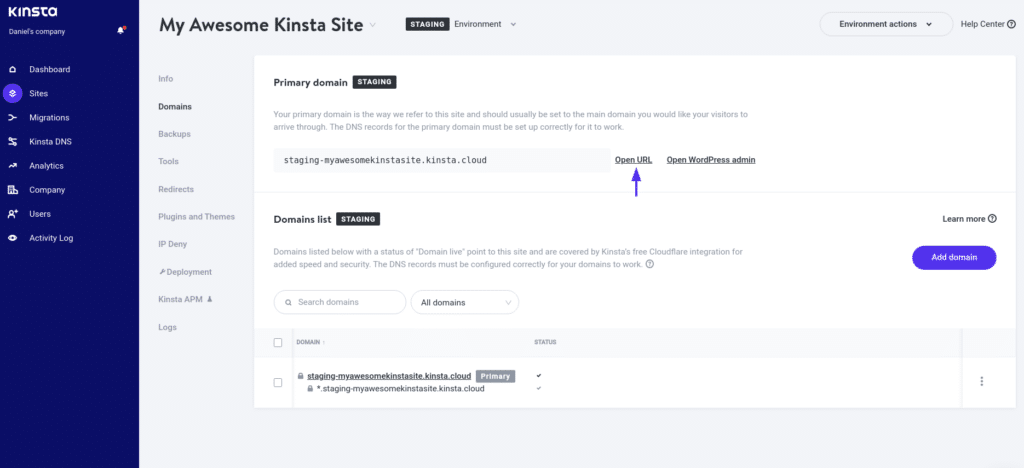 KINSTA
Daniel's company
Dashboard
Sites
Migrations
Kinsta DNS
Analytics
Company
Users
Activity Log
My Awesome Kinsta Site
STAGING Environment
Environment actions
Help Center ?
Info
Domains
Backups
Tools
Redirects
Plugins and Themes
IP Deny
Deployment
Kinsta APM
Logs
Primary domain STAGING
Your primary domain is the way we refer to this site and should usually be set to the main domain you would like your visitors to
arrive through. The DNS records for the primary domain must be set up correctly for it to work.
staging-myawesomekinstasite.kinsta.cloud
Open URL
Open WordPress admin
Domains list STAGING
Learn more ?
Domains listed below with a status of "Domain live" point to this site and are covered by Kinsta's free Cloudflare integration for
added speed and security. The DNS records must be configured correctly for your domains to work. ?
Add domain
Search domains
All domains
DOMAIN
STATUS
staging-myawesomekinstasite.kinsta.cloud Primary
*.staging-myawesomekinstasite.kinsta.cloud